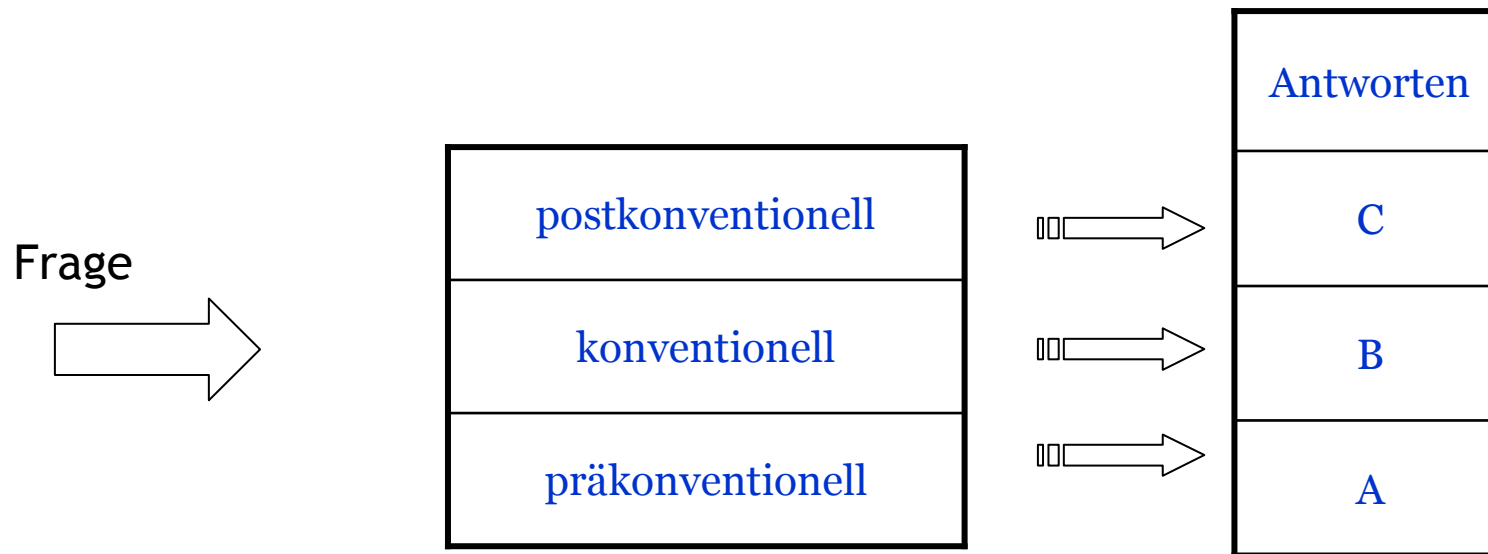 Frage
postkonventionell
konventionell
präkonventionell
Antworten
C
B
A